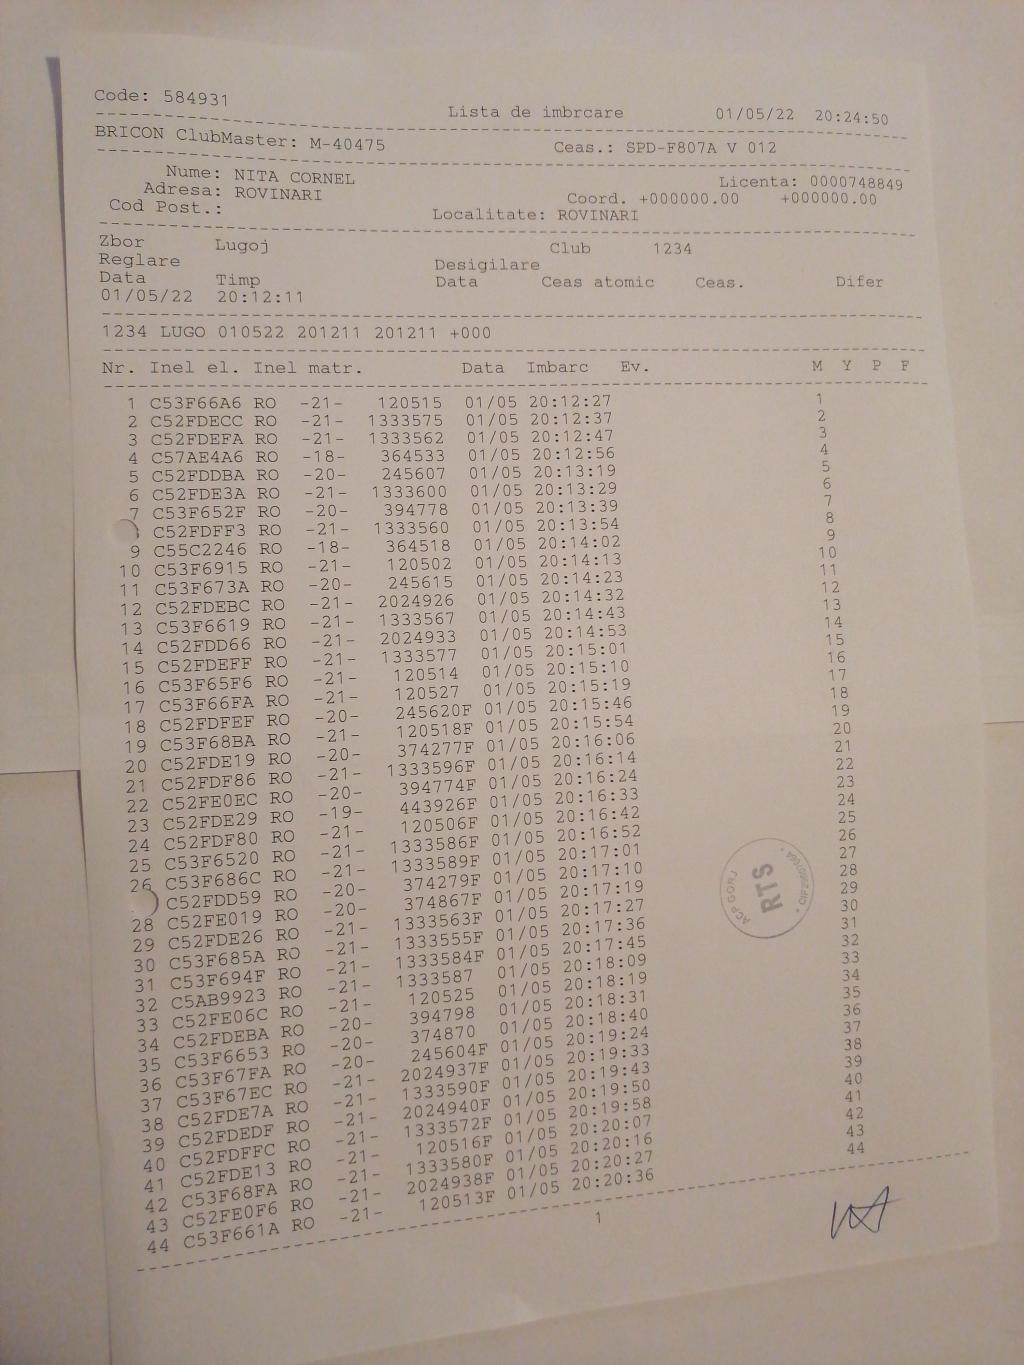 Code: 584931
Lista de imbrcare 01/05/22 20:24:50
BRICON ClubMaster: M-40475 Ceas.: SPD-F807A V 012
Nume: NITA CORNEL Licenta: 0000748849
Adresa: ROVINARI Coord. +000000.00 +000000.00
Cod Post.: Localitate: ROVINARI
Zbor Lugoj Club 1234
Reglare Desigilare
Data Timp Data Ceas atomic Ceas. Difer
01/05/22 20:12:11
1234 LUGO 010522 201211 201211 +000
Nr. Inel el. Inel matr. Data Imbarc Ev. M Y P F
1 C53F66A6 RO -21- 120515 01/05 20:12:27 1
2 C52FDECC RO -21- 1333575 01/05 20:12:37 2
3 C52FDEFA RO -21- 1333562 01/05 20:12:47 3
4 C57AE4A6 RO -18- 364533 01/05 20:12:56 4
5 C52FDDBA RO -20- 245607 01/05 20:13:19 5
6 C52FDE3A RO -21- 1333600 01/05 20:13:29 6
7 C53F652F RO -20- 394778 01/05 20:13:39 7
C52FDFF3 RO -21- 1333560 01/05 20:13:54 8
9 C55C2246 RO -18- 364518 01/05 20:14:02 9
10 C53F6915 RO -21- 120502 01/05 20:14:13 10
11 C53F673A RO -20- 245615 01/05 20:14:23 11
12 C52FDEBC RO -21- 2024926 01/05 20:14:32 12
13 C53F6619 RO -21- 1333567 01/05 20:14:43 13
14 C52FDD66 RO -21- 2024933 01/05 20:14:53 14
15 C52FDEFF RO -21- 1333577 01/05 20:15:01 15
16 C53F65F6 RO -21- 120514 01/05 20:15:10 16
17 C53F66FA RO -21- 120527 01/05 20:15:19 17
18 C52FDFEF RO -20- 245620F 01/05 20:15:46 18
19 C53F68BA RO -21- 120518F 01/05 20:15:54 19
20 C52FDE19 RO -20- 374277F 01/05 20:16:06 20
21 C52FDF86 RO -21- 1333596F 01/05 20:16:14 21
22 C52FE0EC RO -20- 394774F 01/05 20:16:24 22
23 C52FDE29 RO -19- 443926F 01/05 20:16:33 23
24 C52FDF80 RO -21- 120506F 01/05 20:16:42 24
25 C53F6520 RO -21- 1333586F 01/05 20:16:52 25
26 C53F686C RO -21- 1333589F 01/05 20:17:01 26
C52FDD59 RO -20- 374279F 01/05 20:17:10 27
28 C52FE019 RO -20- 374867F 01/05 20:17:19 28
29 C52FDE26 RO -21- 1333563F 01/05 20:17:27 29
30 C53F685A RO -21- 1333555F 01/05 20:17:36 30
31 C53F694F RO -21- 1333584F 01/05 20:17:45 31
32 C5AB9923 RO -21- 1333587 01/05 20:18:09 32
33 C52FE06C RO -21- 120525 01/05 20:18:19 33
34 C52FDEBA RO -20- 394798 01/05 20:18:31 34
35 C53F6653 RO -20- 374870 01/05 20:18:40 35
36 C53F67FA RO -20- 245604F 01/05 20:19:24 36
37 C53F67EC RO -21- 2024937F 01/05 20:19:33 37
38 C52FDE7A RO -21- 1333590F 01/05 20:19:43 38
39 C52FDEDF RO -21- 2024940F 01/05 20:19:50 39
40 C52FDFFC RO -21- 1333572F 01/05 20:19:58 40
41 C52FDE13 RO -21- 120516F 01/05 20:20:07 41
42 C53F68FA RO -21- 1333580F 01/05 20:20:16 42
43 C52FE0F6 RO -21- 2024938F 01/05 20:20:27 43
44 C53F661A RO -21- 120513F 01/05 20:20:36 44
ACP GORJ
RTS
1